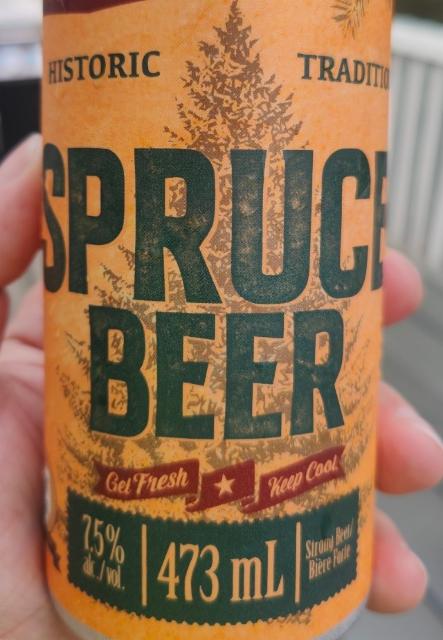 HISTORIC TRADITIO
SPRUCE
BEER
Get Fresh ★ Keep Cool
7.5% alc./vol. | 473 mL | Strong Beer/ Bière Forte